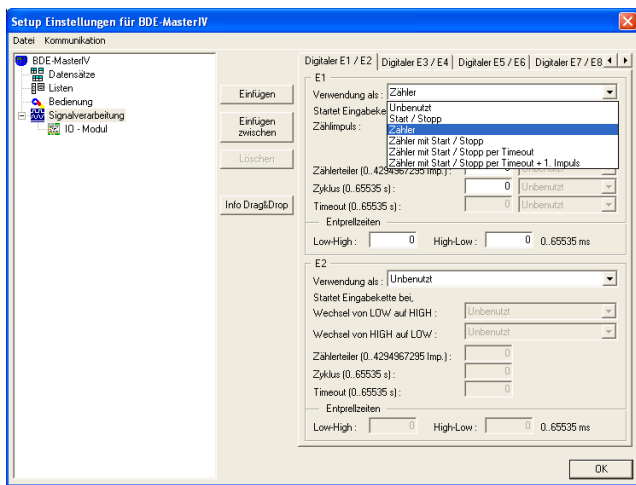 Setup Einstellungen für BDE-MasterIV
Datei Kommunikation
BDE-MasterIV
Datensätze
Listen
Bedienung
Signalverarbeitung
IO - Modul
Einfügen
Einfügen
zwischen
Löschen
Info Drag&Drop
Digitaler E1 / E2 Digitaler E3 / E4 Digitaler E5 / E6 Digitaler E7 / E8
E1
Verwendung als : Zähler
Unbenutzt
Start / Stopp
Zähler
Zähler mit Start / Stopp
Zähler mit Start / Stopp per Timeout
Zähler mit Start / Stopp per Timeout + 1. Impuls
Startet Eingabeke
Zählimpuls :
Zählerteiler (0..4294967295 Imp.) :
Zyklus (0..65535 s) : 0 Unbenutzt
Timeout (0..65535 s) : 0 Unbenutzt
Entprellzeiten
Low-High : 0 High-Low : 0 0..65535 ms
E2
Verwendung als : Unbenutzt
Startet Eingabekette bei,
Wechsel von LOW auf HIGH : Unbenutzt
Wechsel von HIGH auf LOW : Unbenutzt
Zählerteiler (0..4294967295 Imp.) : 0
Zyklus (0..65535 s) : 0
Timeout (0..65535 s) : 0
Entprellzeiten
Low-High : 0 High-Low : 0 0..65535 ms
OK